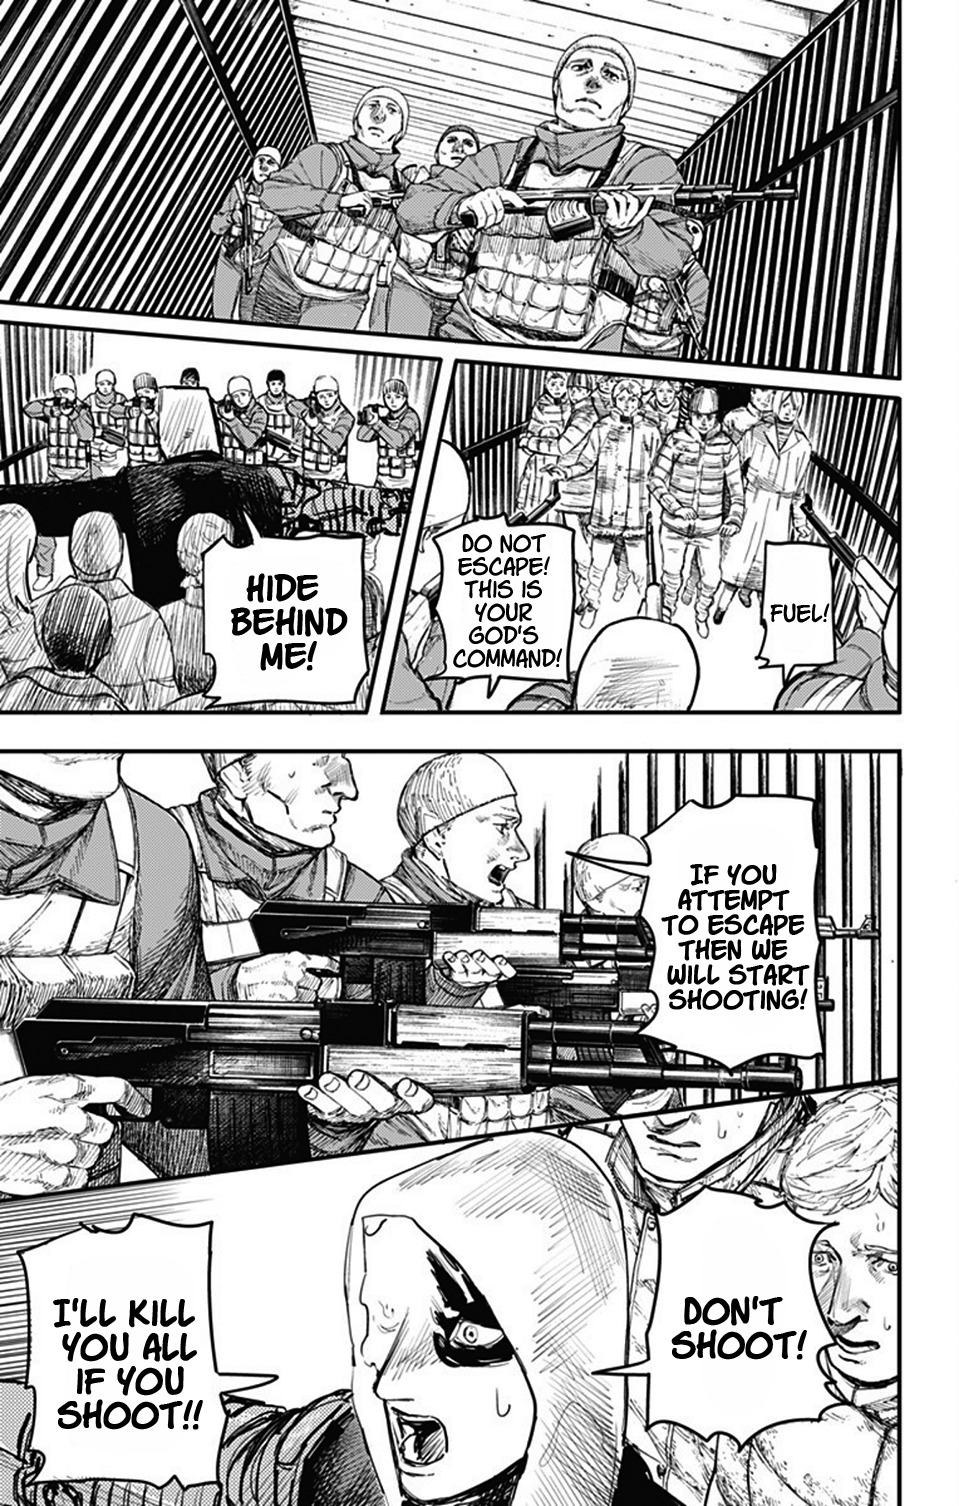 FUEL!
DO NOT
ESCAPE!
THIS IS
YOUR
GOD'S
COMMAND!
HIDE
BEHIND
ME!
IF YOU
ATTEMPT
TO ESCAPE
THEN WE
WILL START
SHOOTING!
DON'T
SHOOT!
I'LL KILL
YOU ALL
IF YOU
SHOOT!!